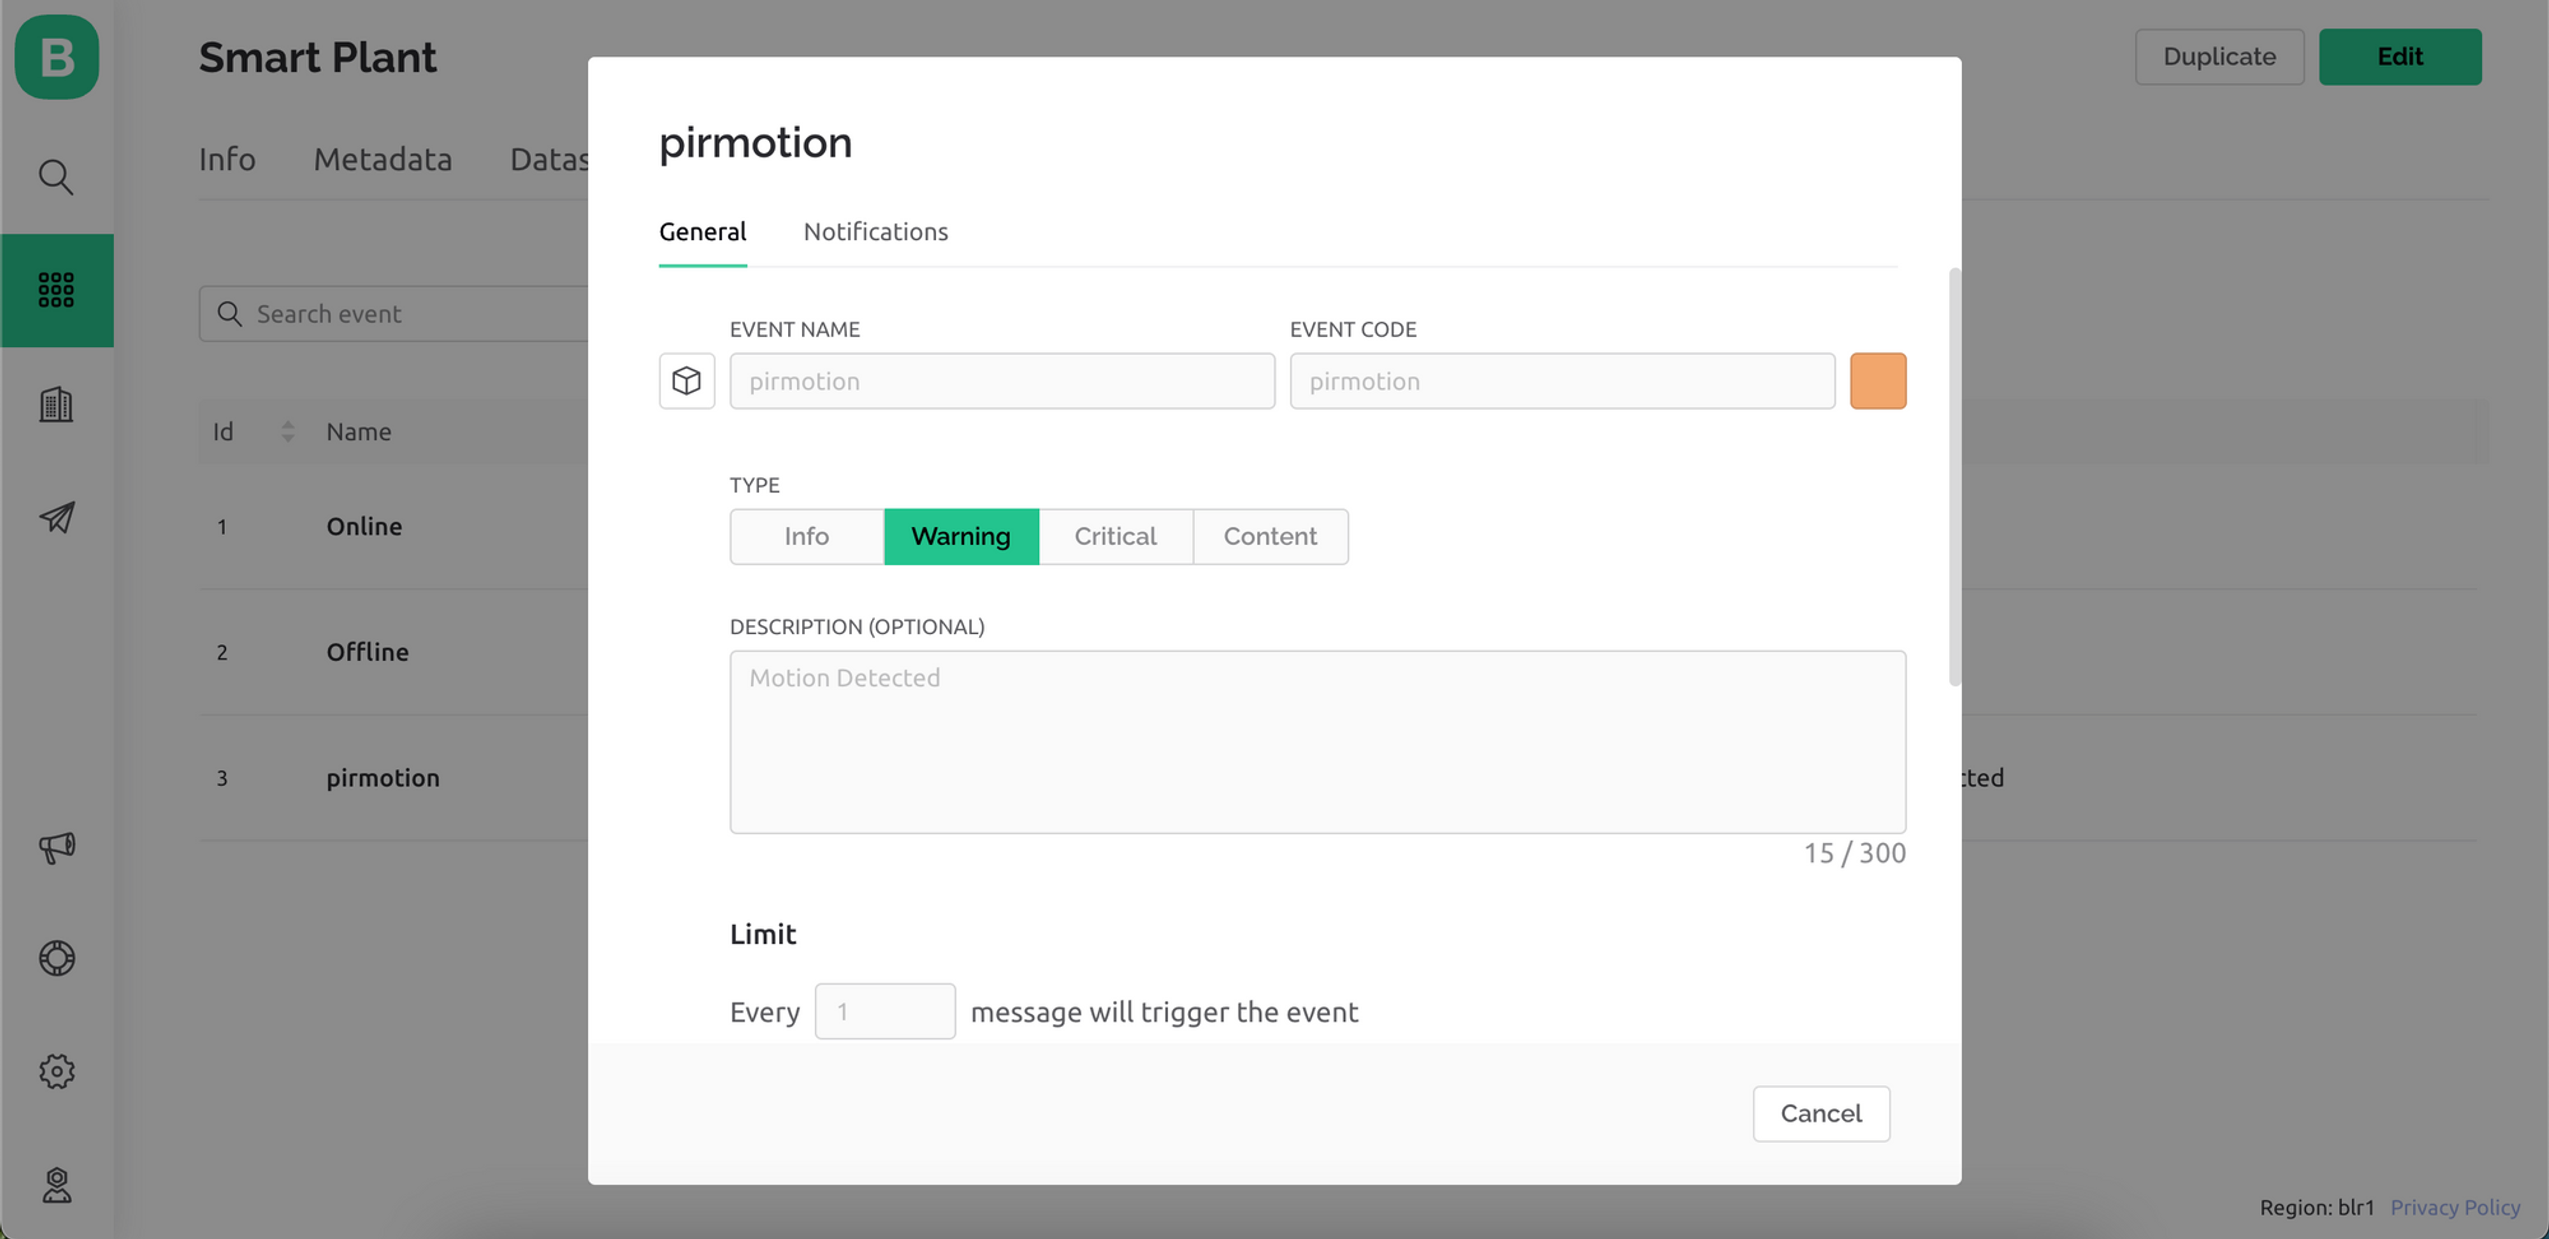 B
Smart Plant
Duplicate
Edit
Info
Metadata
Datas
Search event
Id
Name
1
Online
2
Offline
3
pirmotion
cted
pirmotion
General
Notifications
EVENT NAME
EVENT CODE
pirmotion
pirmotion
TYPE
Info
Warning
Critical
Content
DESCRIPTION (OPTIONAL)
Motion Detected
15 / 300
Limit
Every 1 message will trigger the event
Cancel
Region: blr1 Privacy Policy